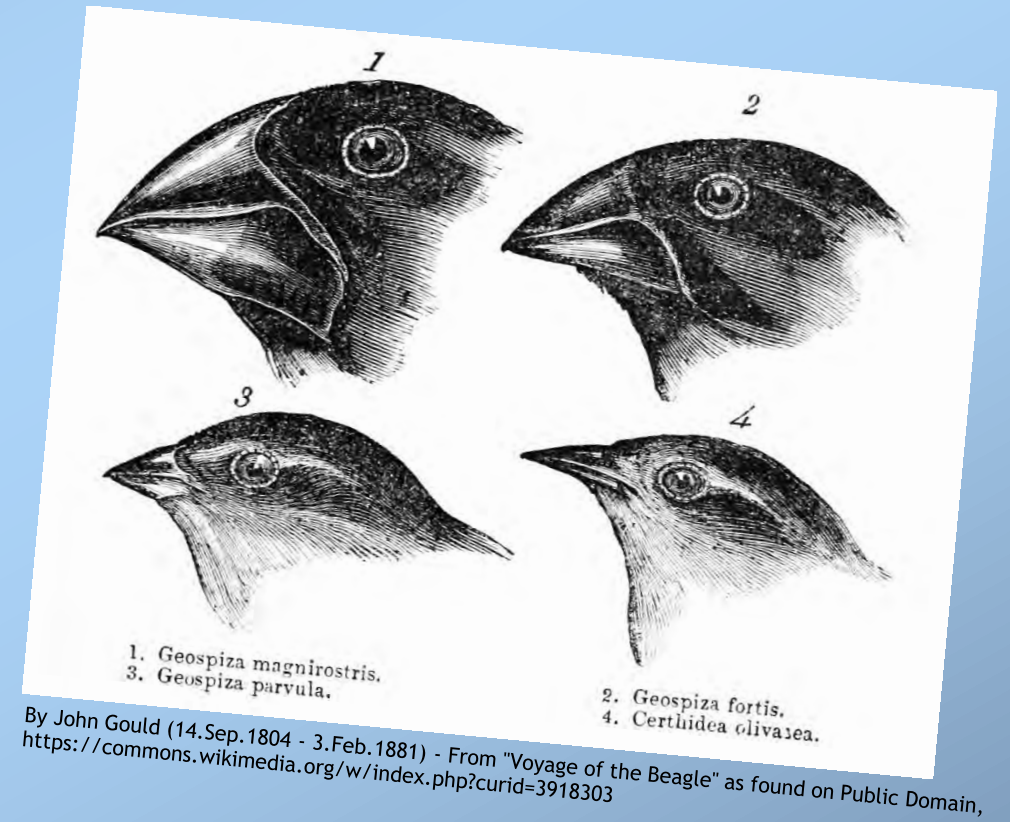 1
2
3
4
1. Geospiza magnirostris.
3. Geospiza parvula.
2. Geospiza fortis.
4. Certhidea olivasea.
By John Gould (14.Sep.1804 - 3.Feb.1881) - From "Voyage of the Beagle" as found on Public Domain,
https://commons.wikimedia.org/w/index.php?curid=3918303